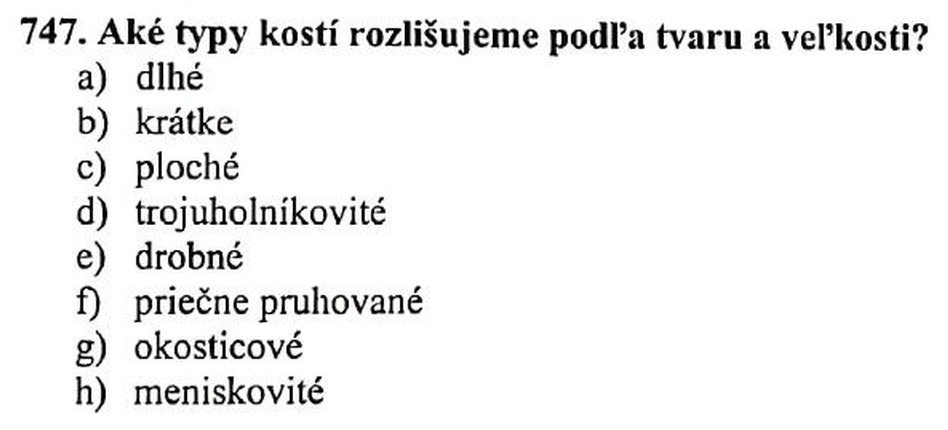 747. Aké typy kostí rozlišujeme podľa tvaru a veľkosti?
a) dlhé
b) krátke
c) ploché
d) trojuholníkovité
e) drobné
f) priečne pruhované
g) okosticové
h) meniskovité